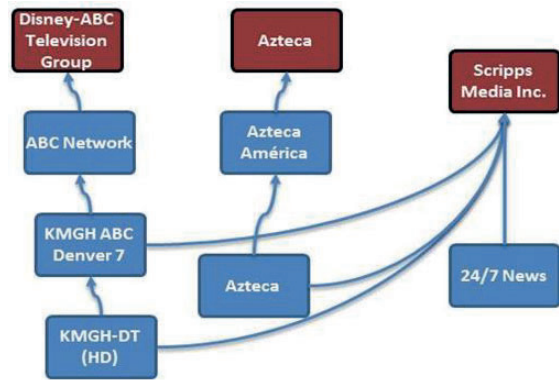 Disney-ABC
Television
Group
Azteca
Scripps
Media Inc.
ABC Network
Azteca
América
KMGH ABC
Denver 7
Azteca
24/7 News
KMGH-DT
(HD)